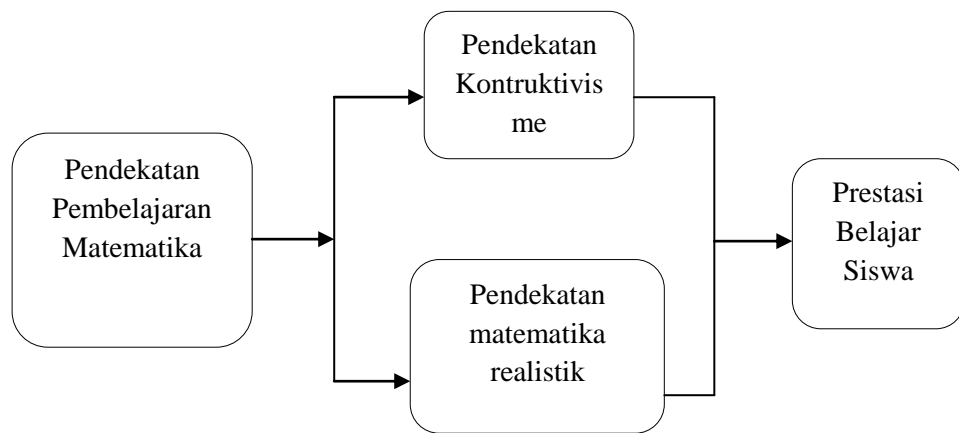 Pendekatan
Pembelajaran
Matematika
Pendekatan
Kontruktivis
me
Pendekatan
matematika
realistik
Prestasi
Belajar
Siswa